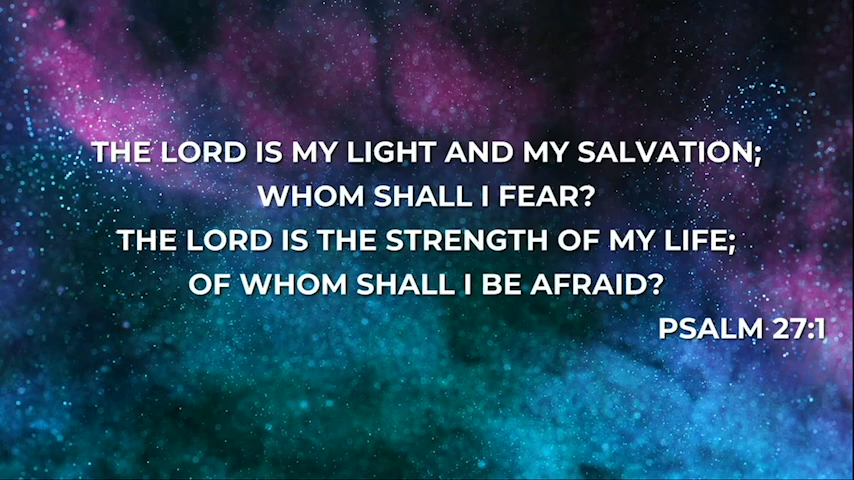 THE LORD IS MY LIGHT AND MY SALVATION;
WHOM SHALL I FEAR?
THE LORD IS THE STRENGTH OF MY LIFE;
OF WHOM SHALL I BE AFRAID?
PSALM 27:1